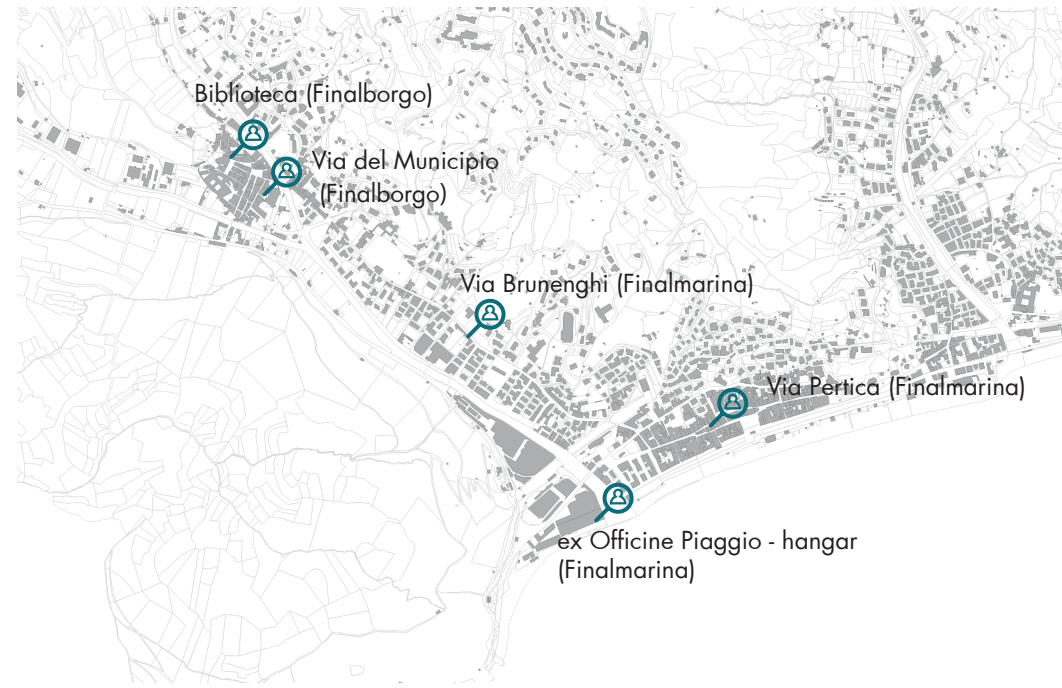 Biblioteca (Finalborgo)
Via del Municipio
(Finalborgo)
Via Brunenghi (Finalmarina)
Via Pertica (Finalmarina)
ex Officine Piaggio - hangar
(Finalmarina)